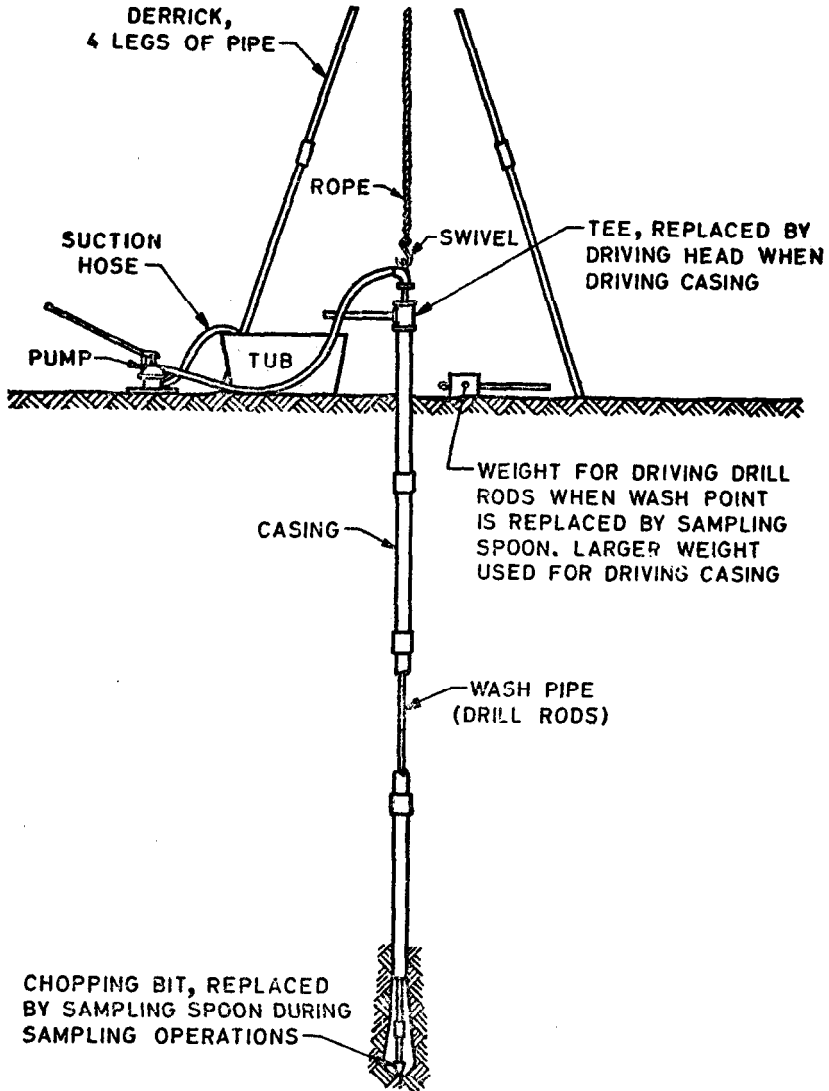 DERRICK,
4 LEGS OF PIPE
ROPE
SWIVEL
TEE, REPLACED BY
DRIVING HEAD WHEN
DRIVING CASING
SUCTION
HOSE
PUMP
TUB
WEIGHT FOR DRIVING DRILL
RODS WHEN WASH POINT
IS REPLACED BY SAMPLING
SPOON. LARGER WEIGHT
USED FOR DRIVING CASING
CASING
WASH PIPE
(DRILL RODS)
CHOPPING BIT, REPLACED
BY SAMPLING SPOON DURING
SAMPLING OPERATIONS